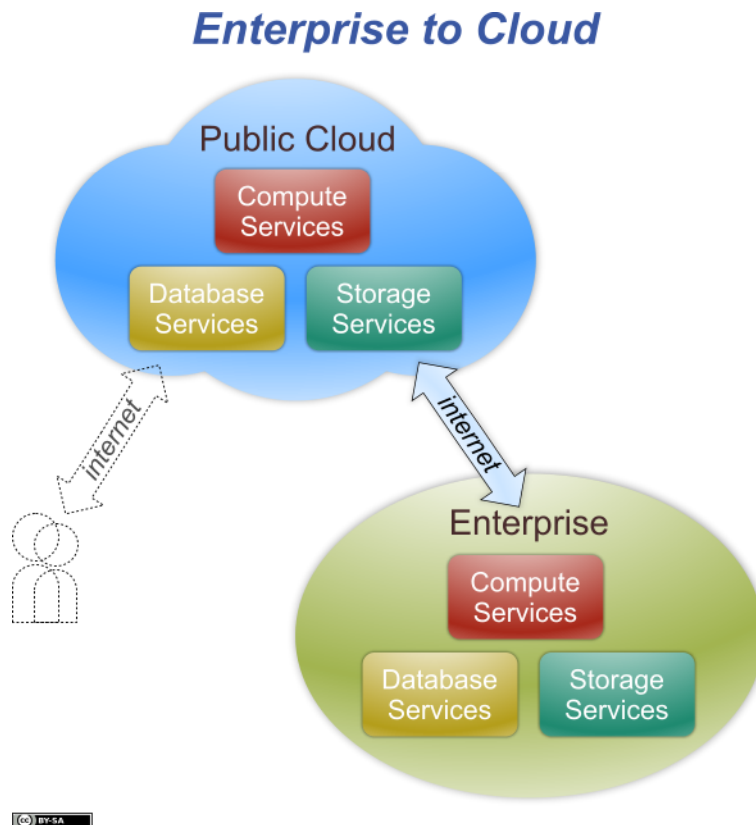 Enterprise to Cloud
Public Cloud
Compute
Services
Database
Services
Storage
Services
internet
internet
Enterprise
Compute
Services
Database
Services
Storage
Services
cc BY-SA